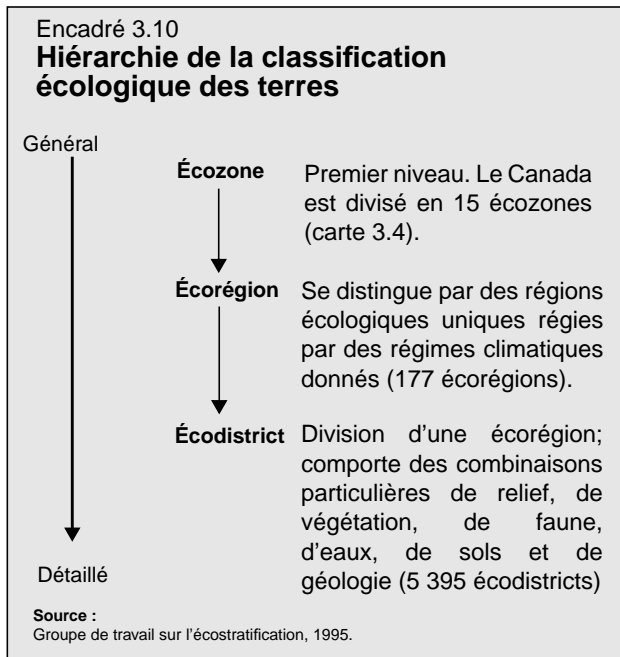 Encadré 3.10
Hiérarchie de la classification
écologique des terres
Général
Écozone
Premier niveau. Le Canada
est divisé en 15 écozones
(carte 3.4).
Écorégion
Se distingue par des régions
écologiques uniques régies
par des régimes climatiques
donnés (177 écorégions).
Écodistrict
Division d'une écorégion;
comporte des combinaisons
particulières de relief, de
végétation, de faune,
d'eaux, de sols et de
géologie (5 395 écodistricts)
Détaillé
Source :
Groupe de travail sur l'écostratification, 1995.